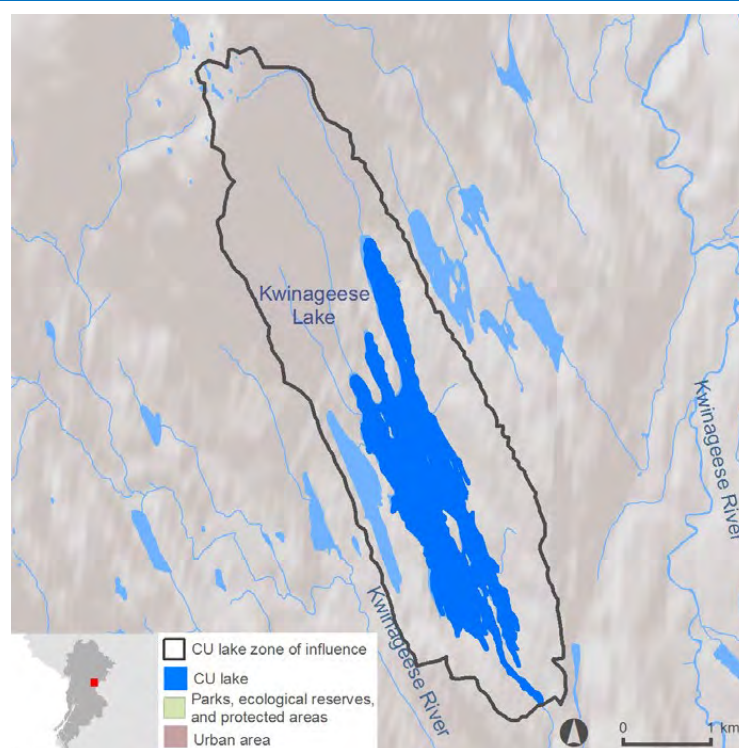 Kwinageese
Lake
Kwinageese River
Kwinageese River
CU lake zone of influence
CU lake
Parks, ecological reserves,
and protected areas
Urban area
0 1 km